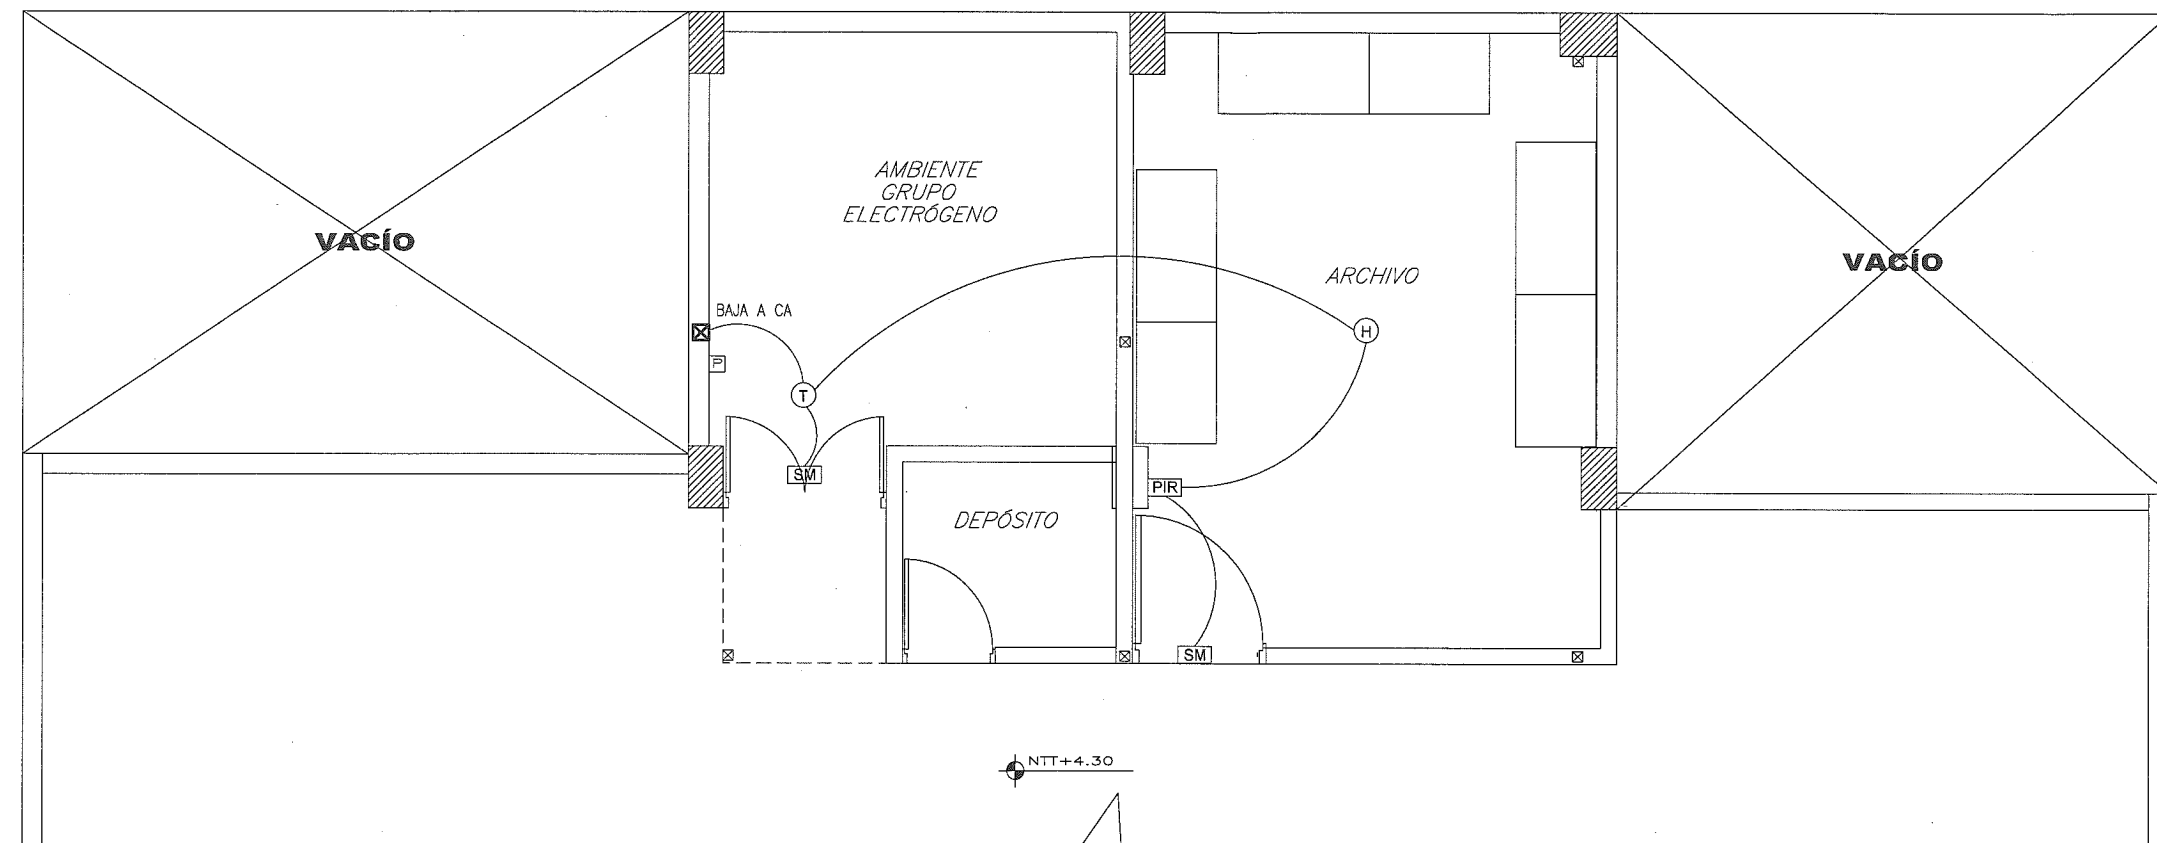 AMBIENTE
GRUPO
ELECTRÓGENO
VACÍO
ARCHIVO
VACÍO
BAJA A CA
H
P
T
SM
PIR
DEPÓSITO
SM
NTT+4.30